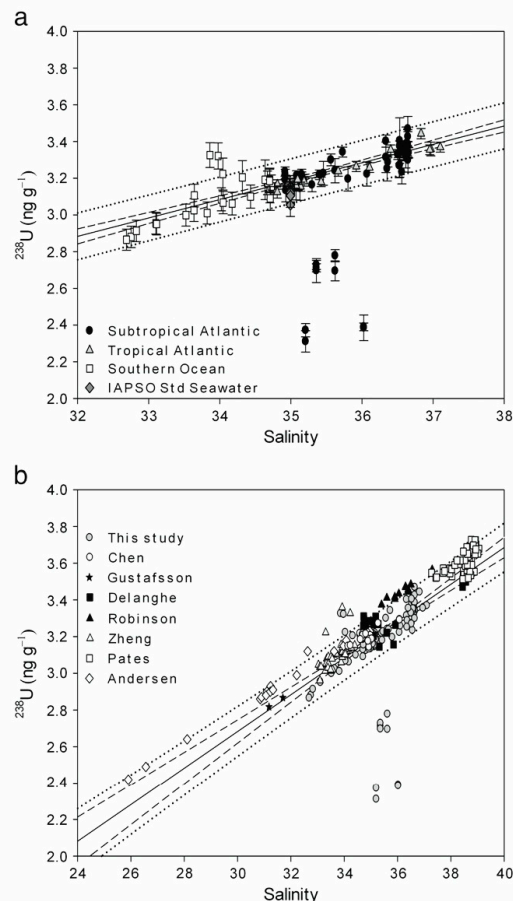 a
4.0
3.8
3.6
3.4
3.2
3.0
2.8
2.6
2.4
2.2
2.0
²³⁸U (ng g⁻¹)
Subtropical Atlantic
Tropical Atlantic
Southern Ocean
IAPSO Std Seawater
32 33 34 35 36 37 38
Salinity
b
4.0
3.8
3.6
3.4
3.2
3.0
2.8
2.6
2.4
2.2
2.0
²³⁸U (ng g⁻¹)
This study
Chen
Gustafsson
Delanghe
Robinson
Zheng
Pates
Andersen
24 26 28 30 32 34 36 38 40
Salinity